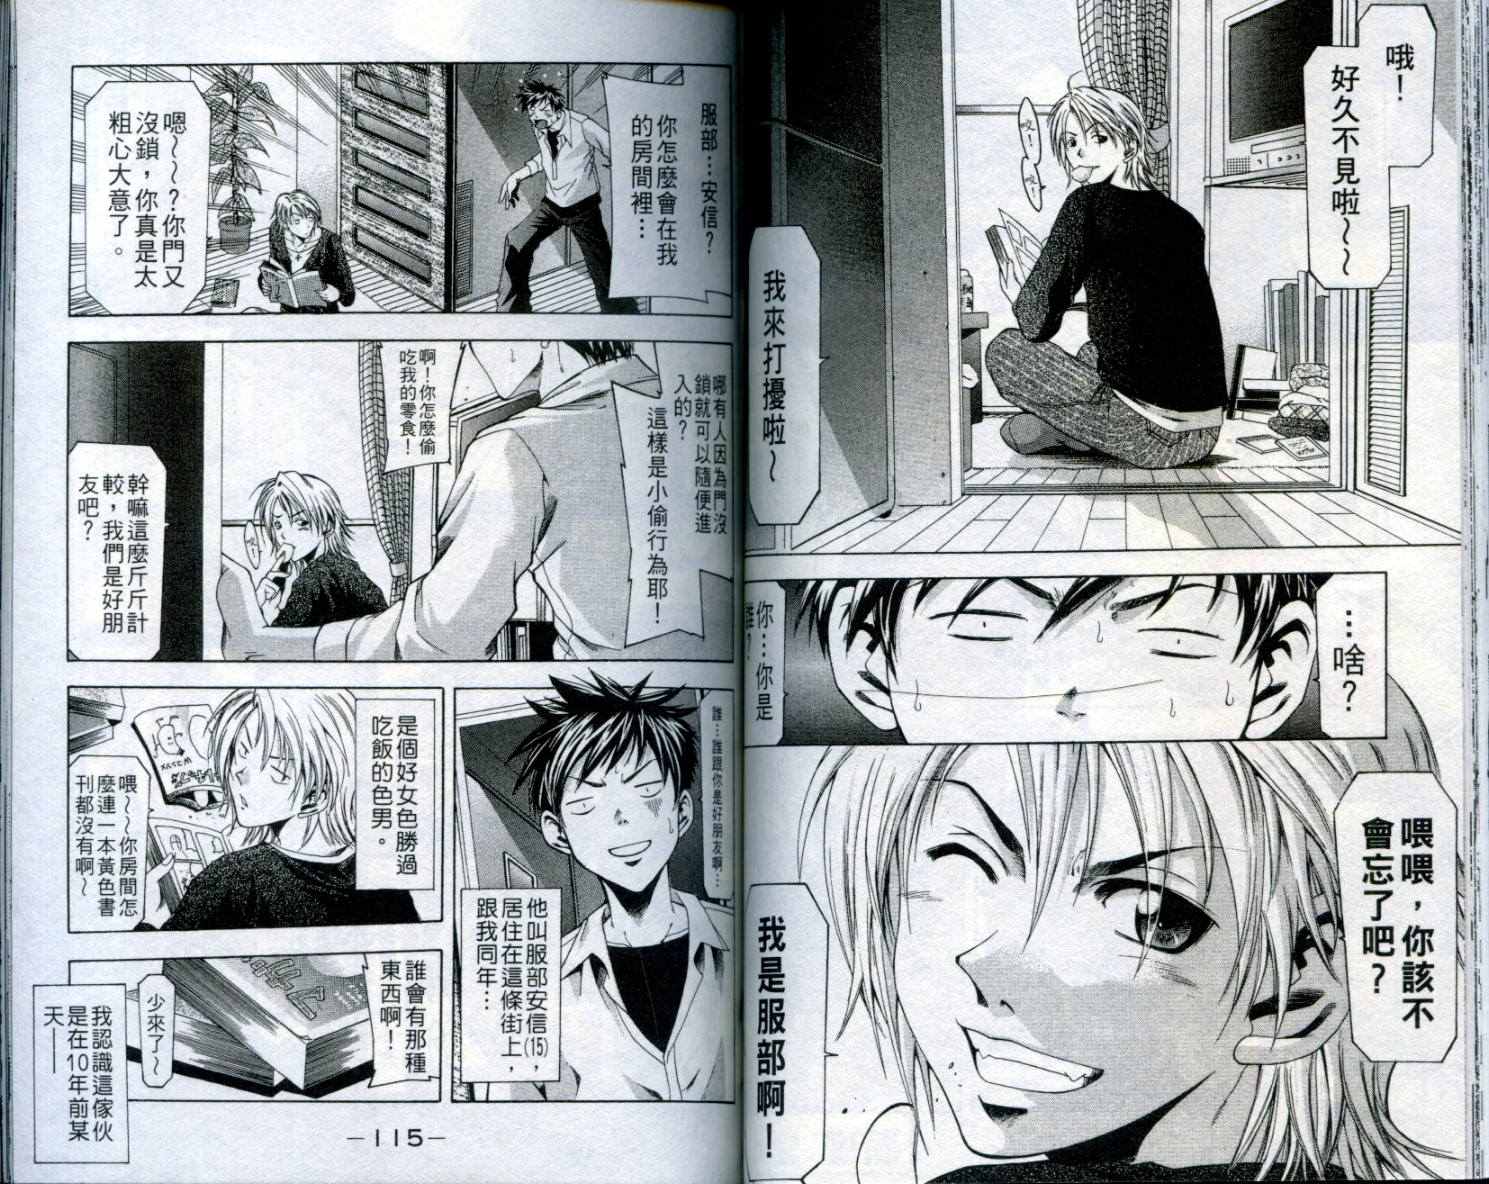 哦！
好久不見啦～～
我來打擾啦～
…啥？
你…你是
誰？
喂喂，你該不
會忘了吧？
我是服部啊！
服部…安信？
你怎麼會在我
的房間裡…
嗯～～？你門又
沒鎖，你真是太
粗心大意了。
哪有人因為門沒
鎖就可以隨便進
入的？
這樣是小偷行為耶！
啊！你怎麼偷
吃我的零食！
幹嘛這麼斤斤計
較，我們是好朋
友吧？
誰…誰跟你是好朋友啊…
他叫服部安信(15)，
居住在這條街上，
跟我同年…
是個好女色勝過
吃飯的色男。
喂～～你房間怎
麼連一本黃色書
刊都沒有啊～
誰會有那種
東西啊！
少來了～
我認識這傢伙
是在10年前某
天——
—115—